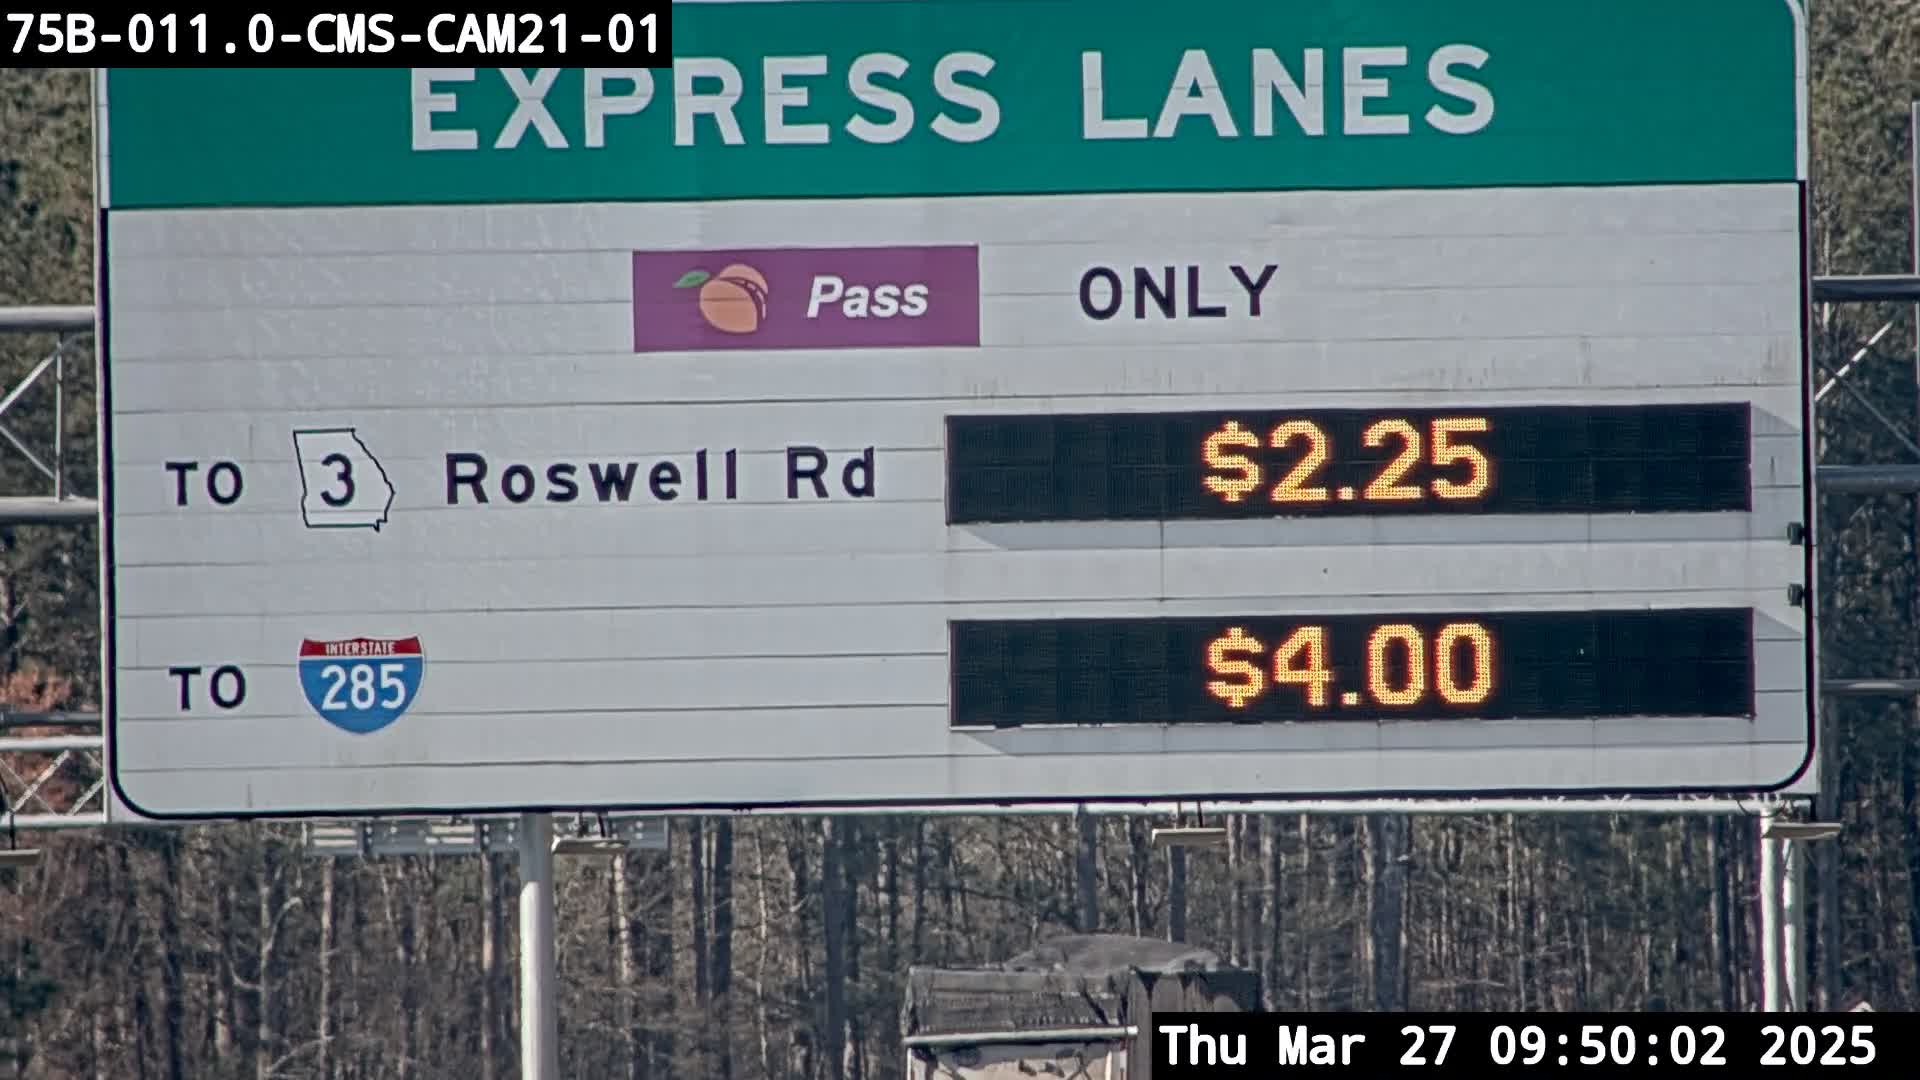 75B-011.0-CMS-CAM21-01
EXPRESS LANES
Pass ONLY
TO 3 Roswell Rd $2.25
TO INTERSTATE 285 $4.00
Thu Mar 27 09:50:02 2025